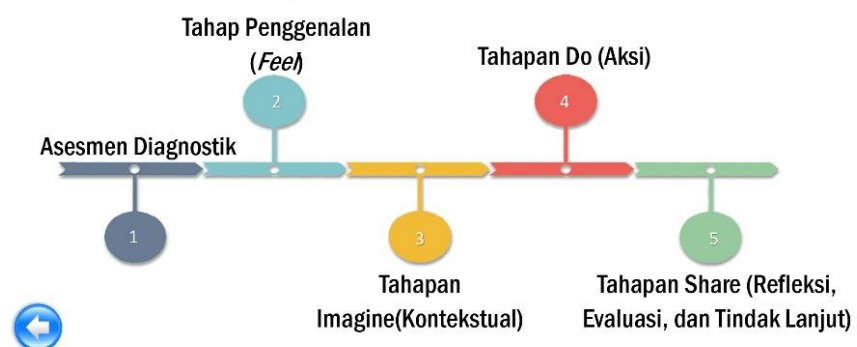 Tahap Penggenalan
(Feel)
Tahapan Do (Aksi)
2
4
Asesmen Diagnostik
1
3
5
Tahapan
Imagine(Kontekstual)
Tahapan Share (Refleksi,
Evaluasi, dan Tindak Lanjut)